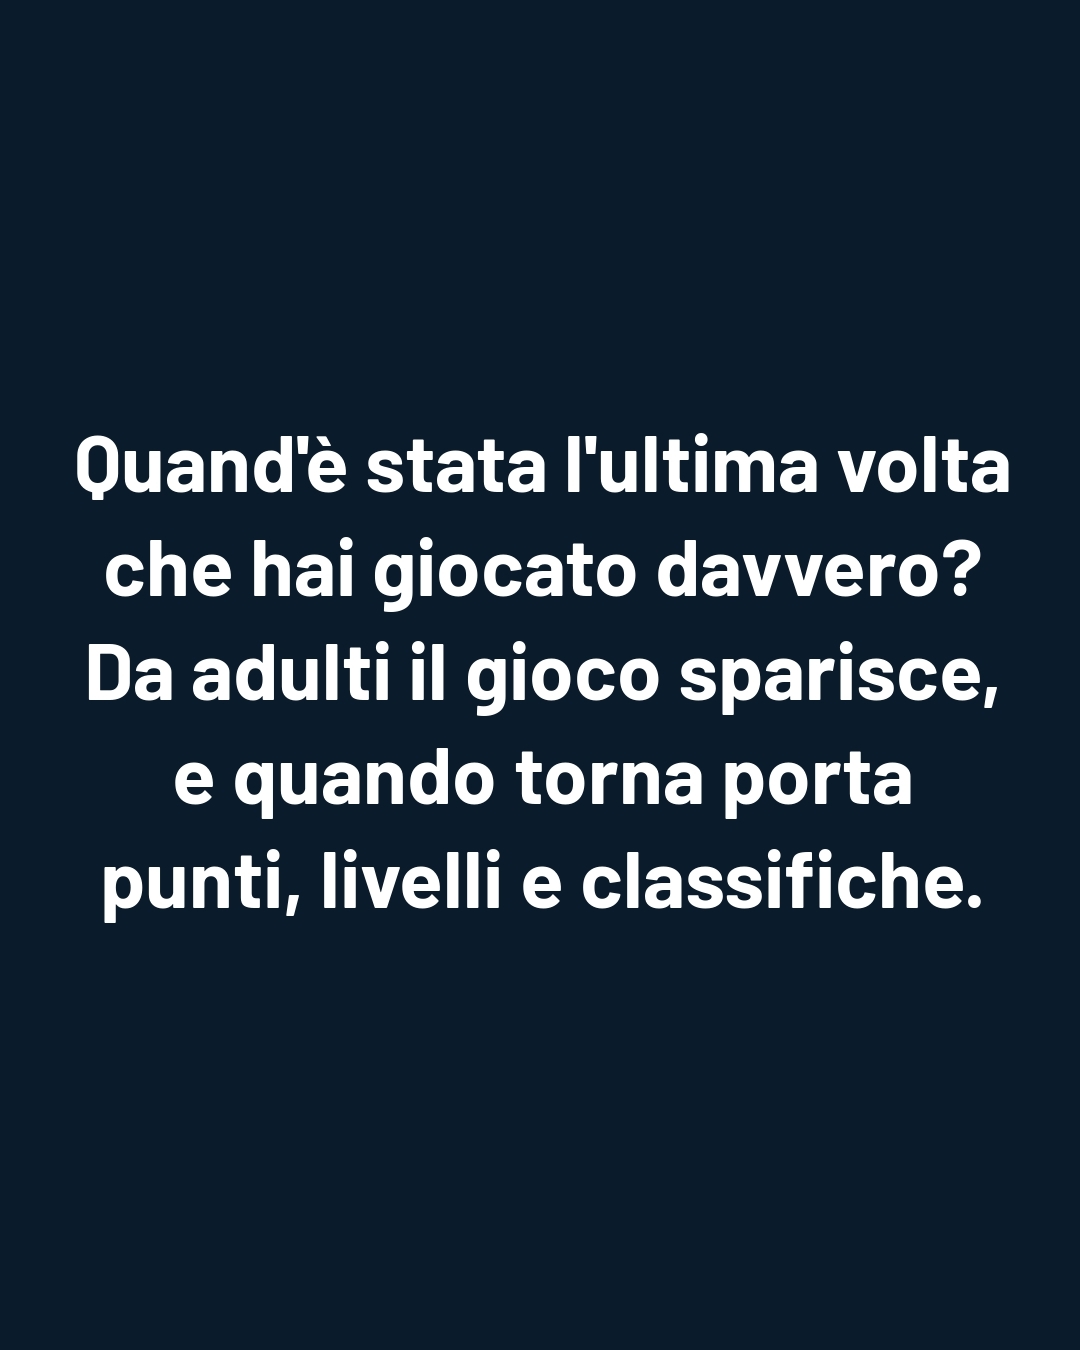 Quand'è stata l'ultima volta
che hai giocato davvero?
Da adulti il gioco sparisce,
e quando torna porta
punti, livelli e classifiche.